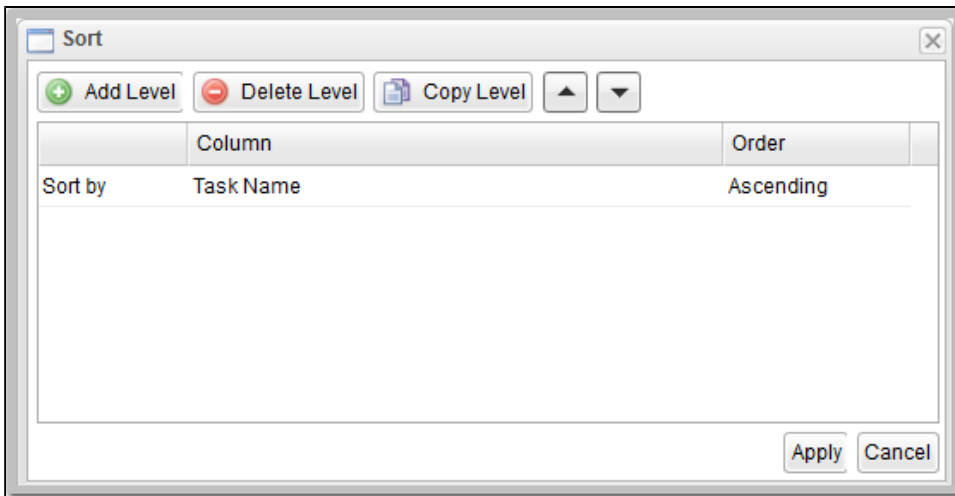 Sort
Add Level Delete Level Copy Level
Column Order
Sort by Task Name Ascending
Apply Cancel